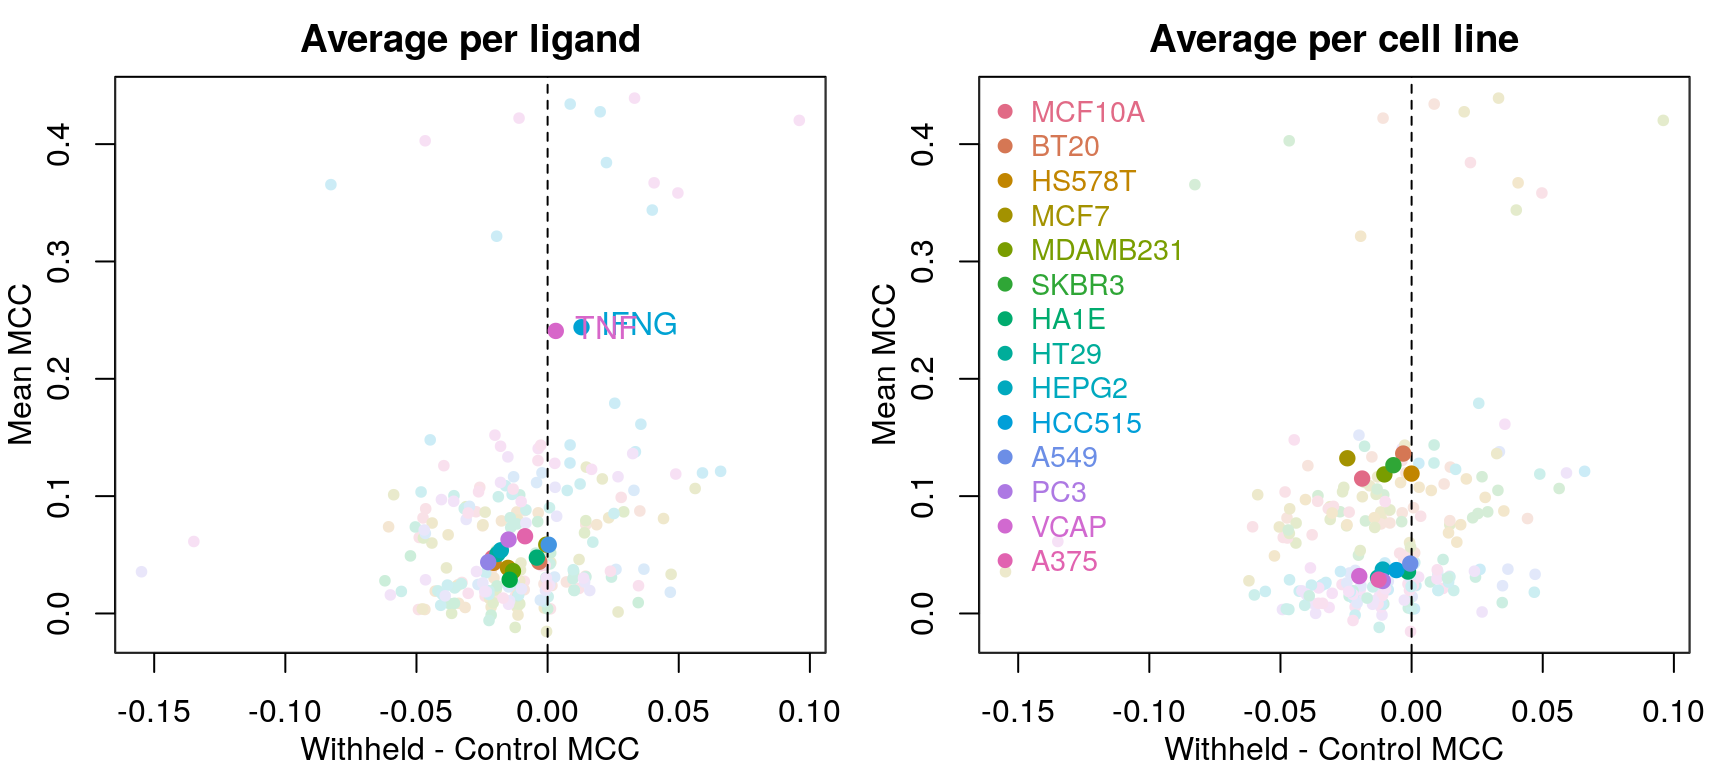 Average per ligand
Mean MCC
0.4
0.3
0.2
0.1
0.0
TNF
IFNG
-0.15
-0.10
-0.05
0.00
0.05
0.10
Withheld - Control MCC
Average per cell line
Mean MCC
0.4
0.3
0.2
0.1
0.0
MCF10A
BT20
HS578T
MCF7
MDAMB231
SKBR3
HA1E
HT29
HEPG2
HCC515
A549
PC3
VCAP
A375
-0.15
-0.10
-0.05
0.00
0.05
0.10
Withheld - Control MCC